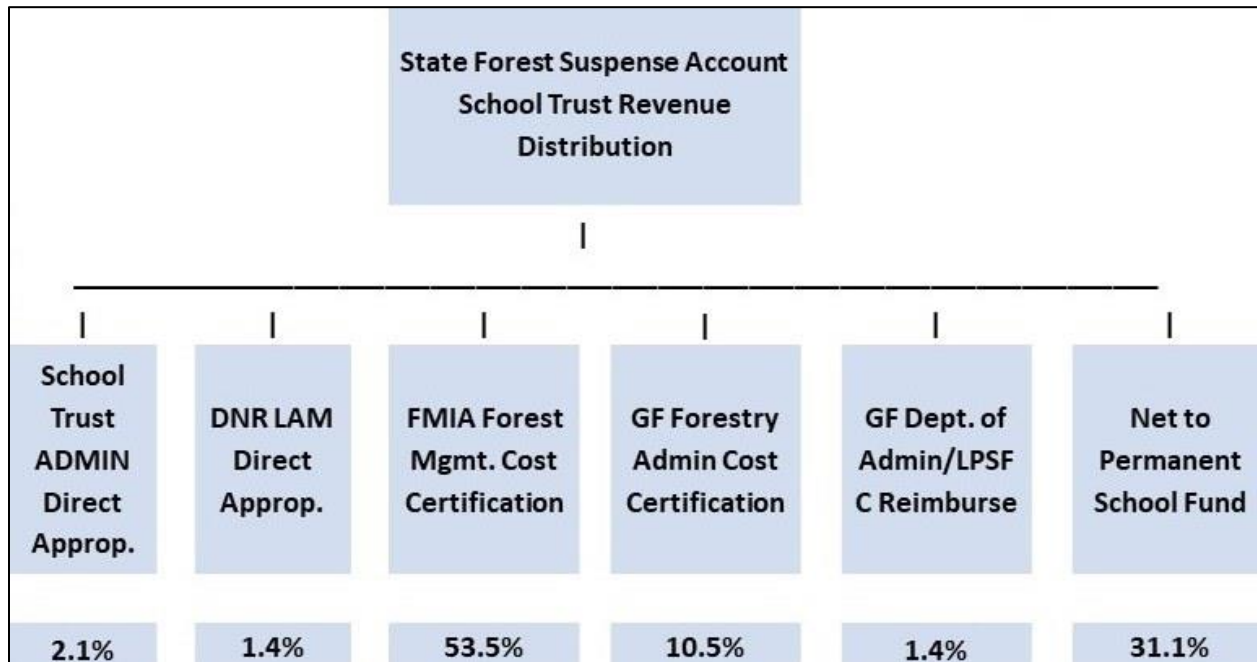 State Forest Suspense Account
School Trust Revenue
Distribution
School
Trust
ADMIN
Direct
Approp.
DNR LAM
Direct
Approp.
FMIA Forest
Mgmt. Cost
Certification
GF Forestry
Admin Cost
Certification
GF Dept. of
Admin/LPSF
C Reimburse
Net to
Permanent
School Fund
2.1%
1.4%
53.5%
10.5%
1.4%
31.1%